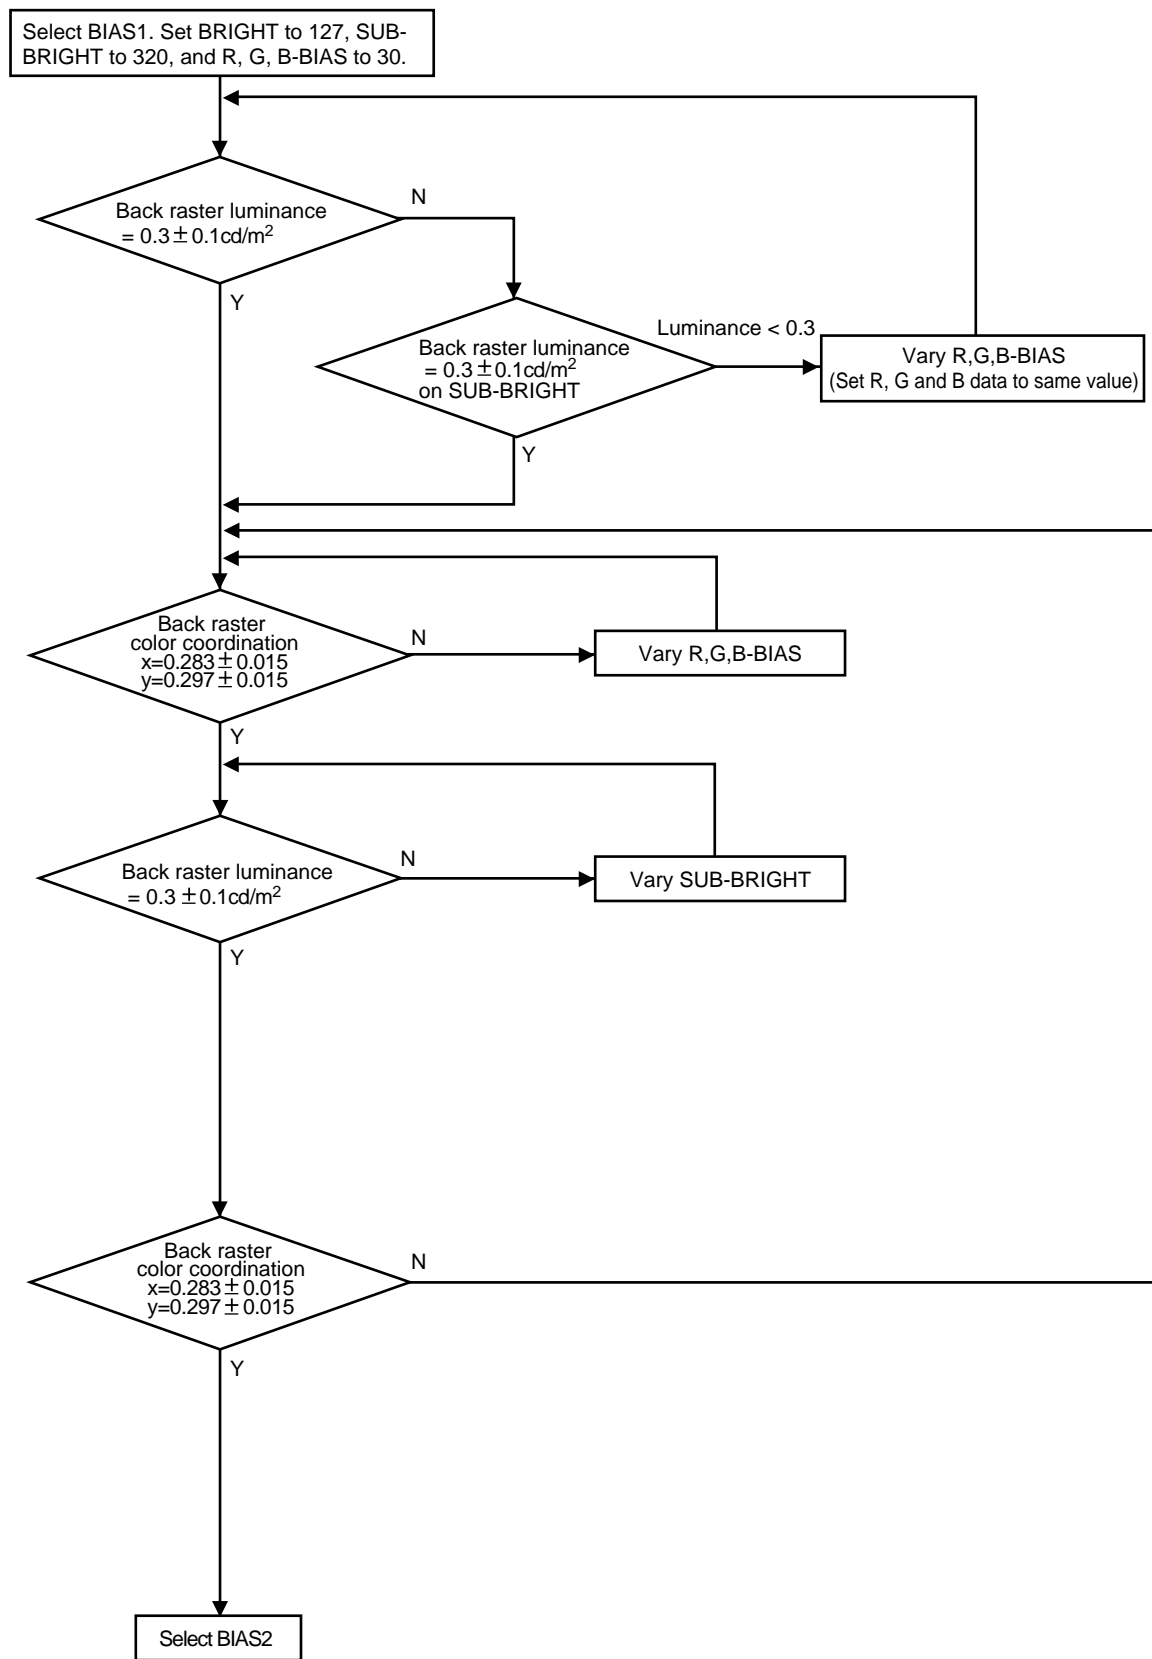 Select BIAS1. Set BRIGHT to 127, SUB-
BRIGHT to 320, and R, G, B-BIAS to 30.
Back raster luminance
= 0.3 ± 0.1cd/m²
N
Y
Back raster luminance
= 0.3 ± 0.1cd/m²
on SUB-BRIGHT
Luminance < 0.3
Vary R,G,B-BIAS
(Set R, G and B data to same value)
Y
Back raster
color coordination
x=0.283 ± 0.015
y=0.297 ± 0.015
N
Vary R,G,B-BIAS
Y
Back raster luminance
= 0.3 ± 0.1cd/m²
N
Vary SUB-BRIGHT
Y
Back raster
color coordination
x=0.283 ± 0.015
y=0.297 ± 0.015
N
Y
Select BIAS2